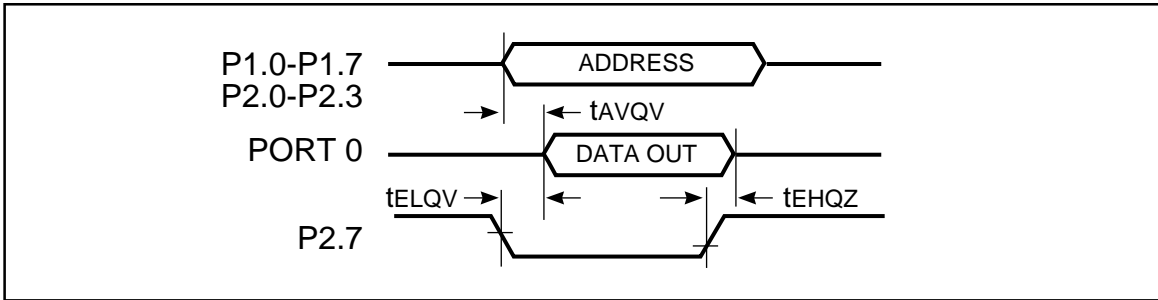 P1.0-P1.7
P2.0-P2.3
ADDRESS
tAVQV
PORT 0
DATA OUT
tELQV
tEHQZ
P2.7